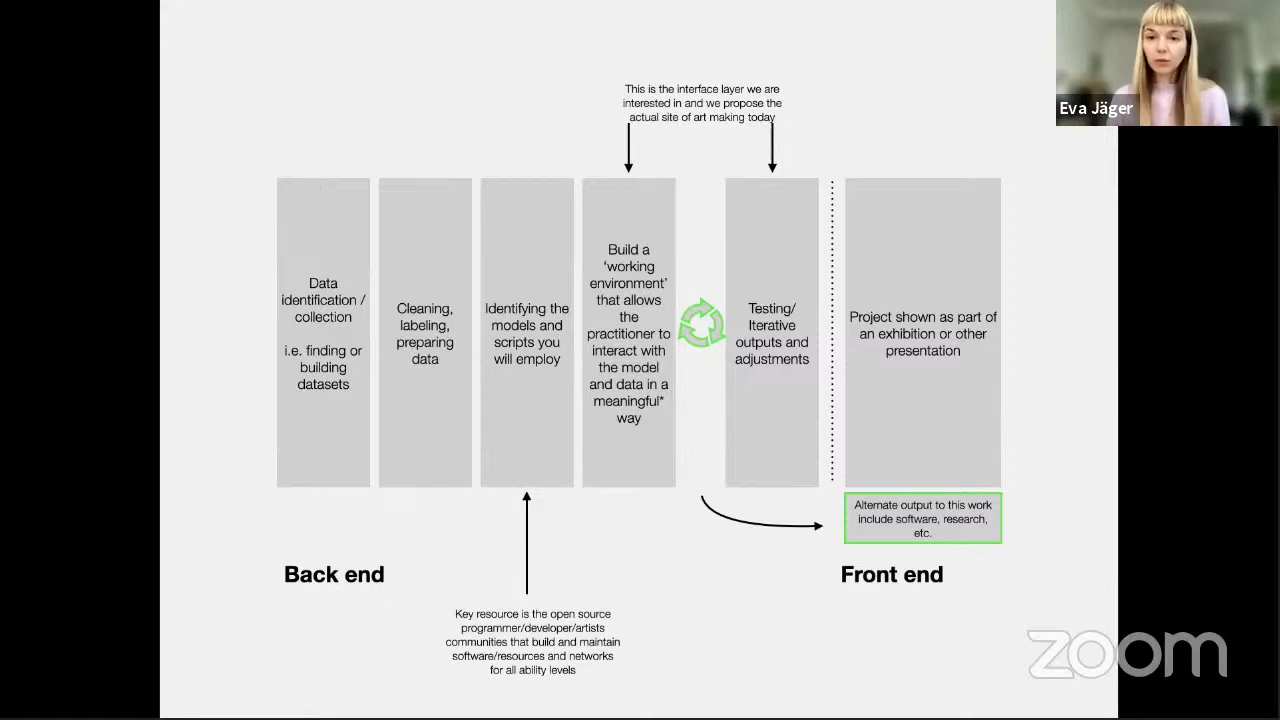 This is the interface layer we are
interested in and we propose the
actual site of art making today
Eva Jäger
Data
identification /
collection
i.e. finding or
building
datasets
Cleaning,
labeling,
preparing
data
Identifying the
models and
scripts you
will employ
Build a
‘working
environment’
that allows
the
practitioner to
interact with
the model
and data in a
meaningful*
way
Testing/
Iterative
outputs and
adjustments
Project shown as part of
an exhibition or other
presentation
Alternate output to this work
include software, research,
etc.
Back end
Front end
Key resource is the open source
programmer/developer/artists
communities that build and maintain
software/resources and networks
for all ability levels
zoom